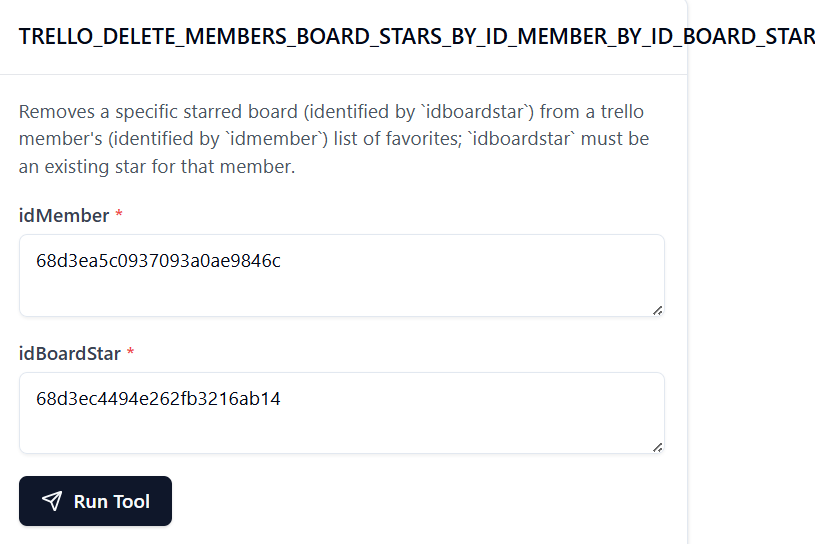 TRELLO_DELETE_MEMBERS_BOARD_STARS_BY_ID_MEMBER_BY_ID_BOARD_STAR
Removes a specific starred board (identified by `idboardstar`) from a trello
member's (identified by `idmember`) list of favorites; `idboardstar` must be
an existing star for that member.
idMember *
68d3ea5c0937093a0ae9846c
idBoardStar *
68d3ec4494e262fb3216ab14
Run Tool